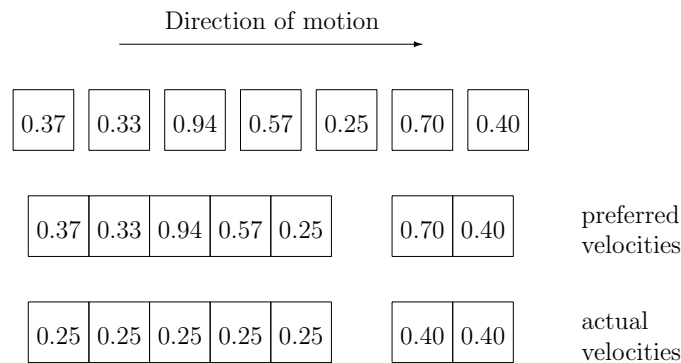 Direction of motion
0.37 0.33 0.94 0.57 0.25 0.70 0.40
0.37 0.33 0.94 0.57 0.25 0.70 0.40 preferred
velocities
0.25 0.25 0.25 0.25 0.25 0.40 0.40 actual
velocities